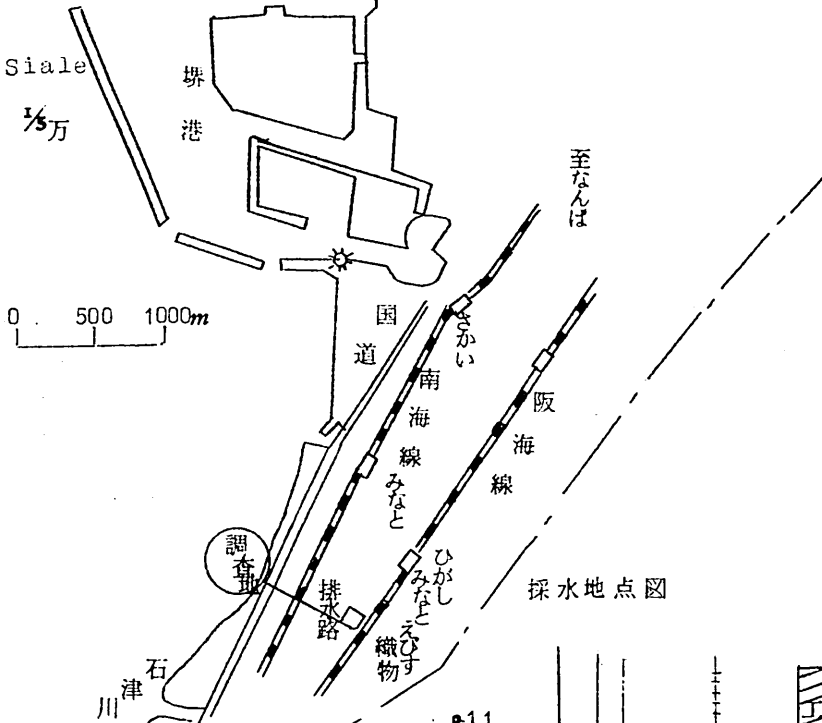 Siale
1/5万
堺港
至なんば
0 500 1000m
国道
さかい
南海線
阪海線
みなと
調査地
排水路
ひがしみなと
えびす織物
採水地点図
石津川